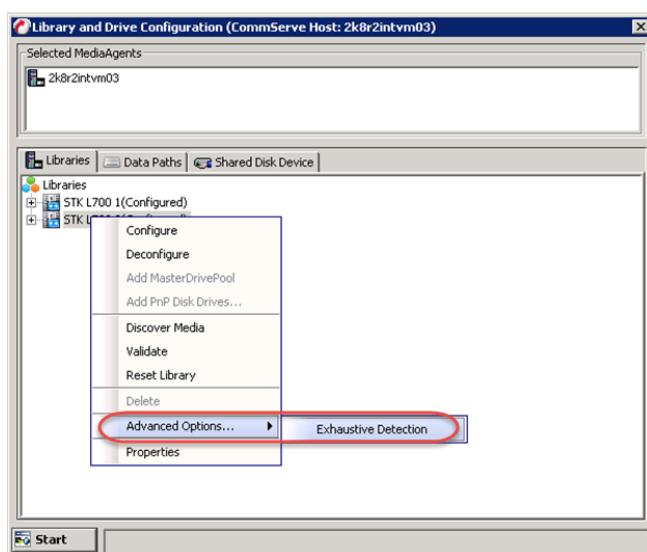 Library and Drive Configuration (CommServe Host: 2k8r2intvm03)
Selected MediaAgents
2k8r2intvm03
Libraries Data Paths Shared Disk Device
Libraries
STK L700 1(Configured)
STK
Configure
Deconfigure
Add MasterDrivePool
Add PnP Disk Drives...
Discover Media
Validate
Reset Library
Delete
Advanced Options... Exhaustive Detection
Properties
Start